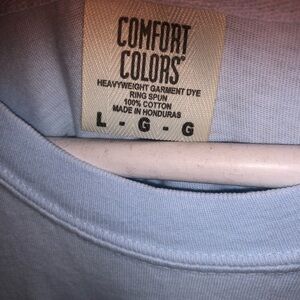 COMFORT
COLORS®
HEAVYWEIGHT GARMENT DYE
RING SPUN
100% COTTON
MADE IN HONDURAS
L - G - G